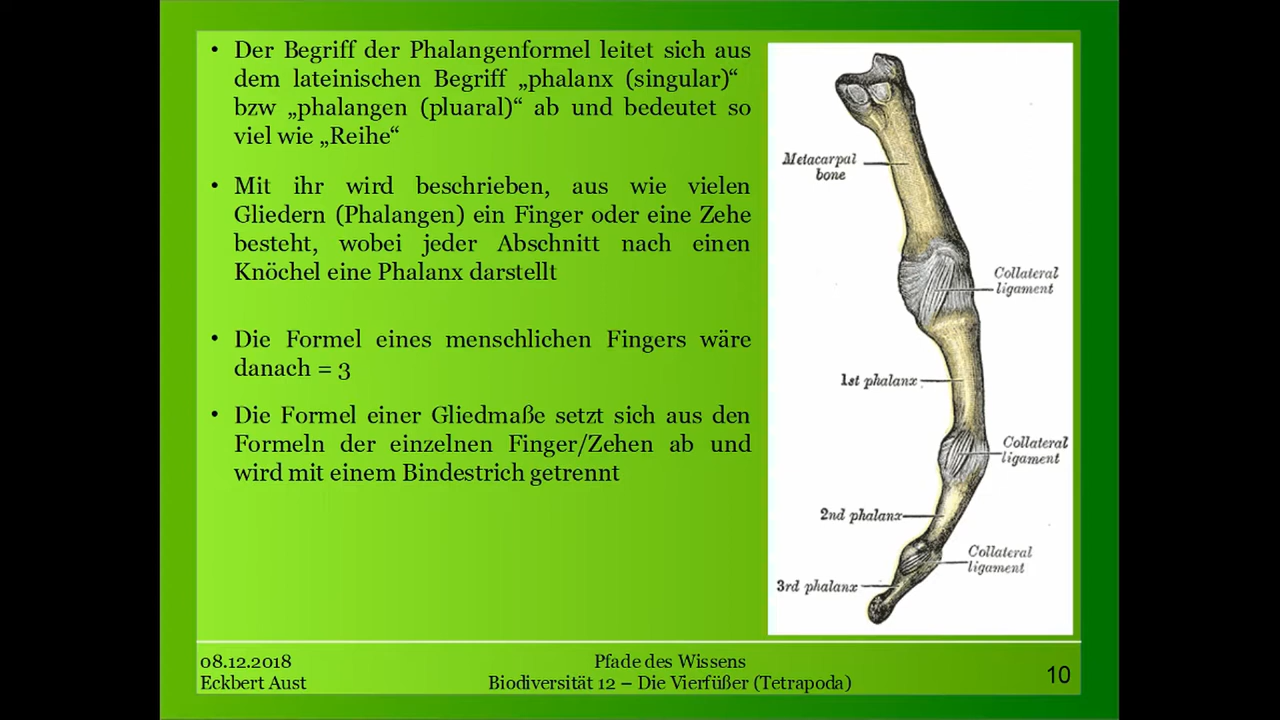 • Der Begriff der Phalangenformel leitet sich aus
dem lateinischen Begriff „phalanx (singular)“
bzw „phalangen (pluaral)“ ab und bedeutet so
viel wie „Reihe“
• Mit ihr wird beschrieben, aus wie vielen
Gliedern (Phalangen) ein Finger oder eine Zehe
besteht, wobei jeder Abschnitt nach einen
Knöchel eine Phalanx darstellt
• Die Formel eines menschlichen Fingers wäre
danach = 3
• Die Formel einer Gliedmaße setzt sich aus den
Formeln der einzelnen Finger/Zehen ab und
wird mit einem Bindestrich getrennt
Metacarpal
bone
Collateral
ligament
1st phalanx
Collateral
ligament
2nd phalanx
Collateral
ligament
3rd phalanx
08.12.2018
Eckbert Aust
Pfade des Wissens
Biodiversität 12 – Die Vierfüßer (Tetrapoda)
10